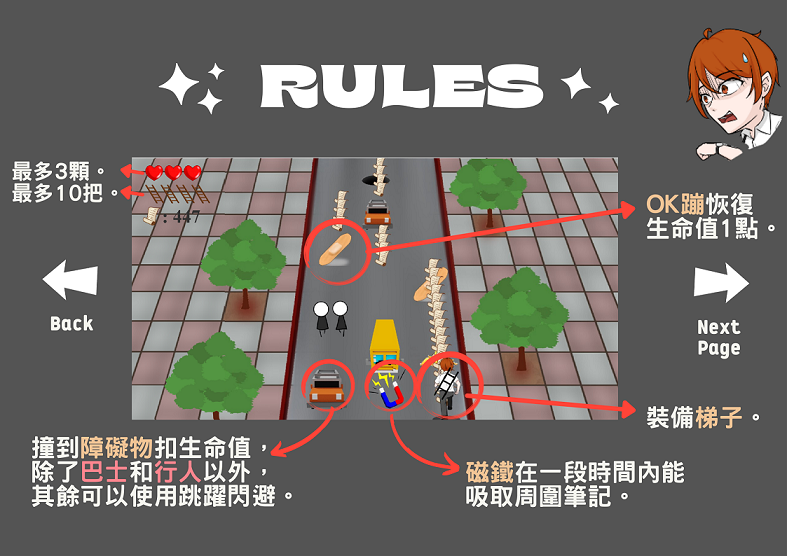 RULES
最多3顆。
最多10把。
: 447
OK蹦恢復
生命值1點。
Back
Next
Page
裝備梯子。
撞到障礙物扣生命值，
除了巴士和行人以外，
其餘可以使用跳躍閃避。
磁鐵在一段時間內能
吸取周圍筆記。